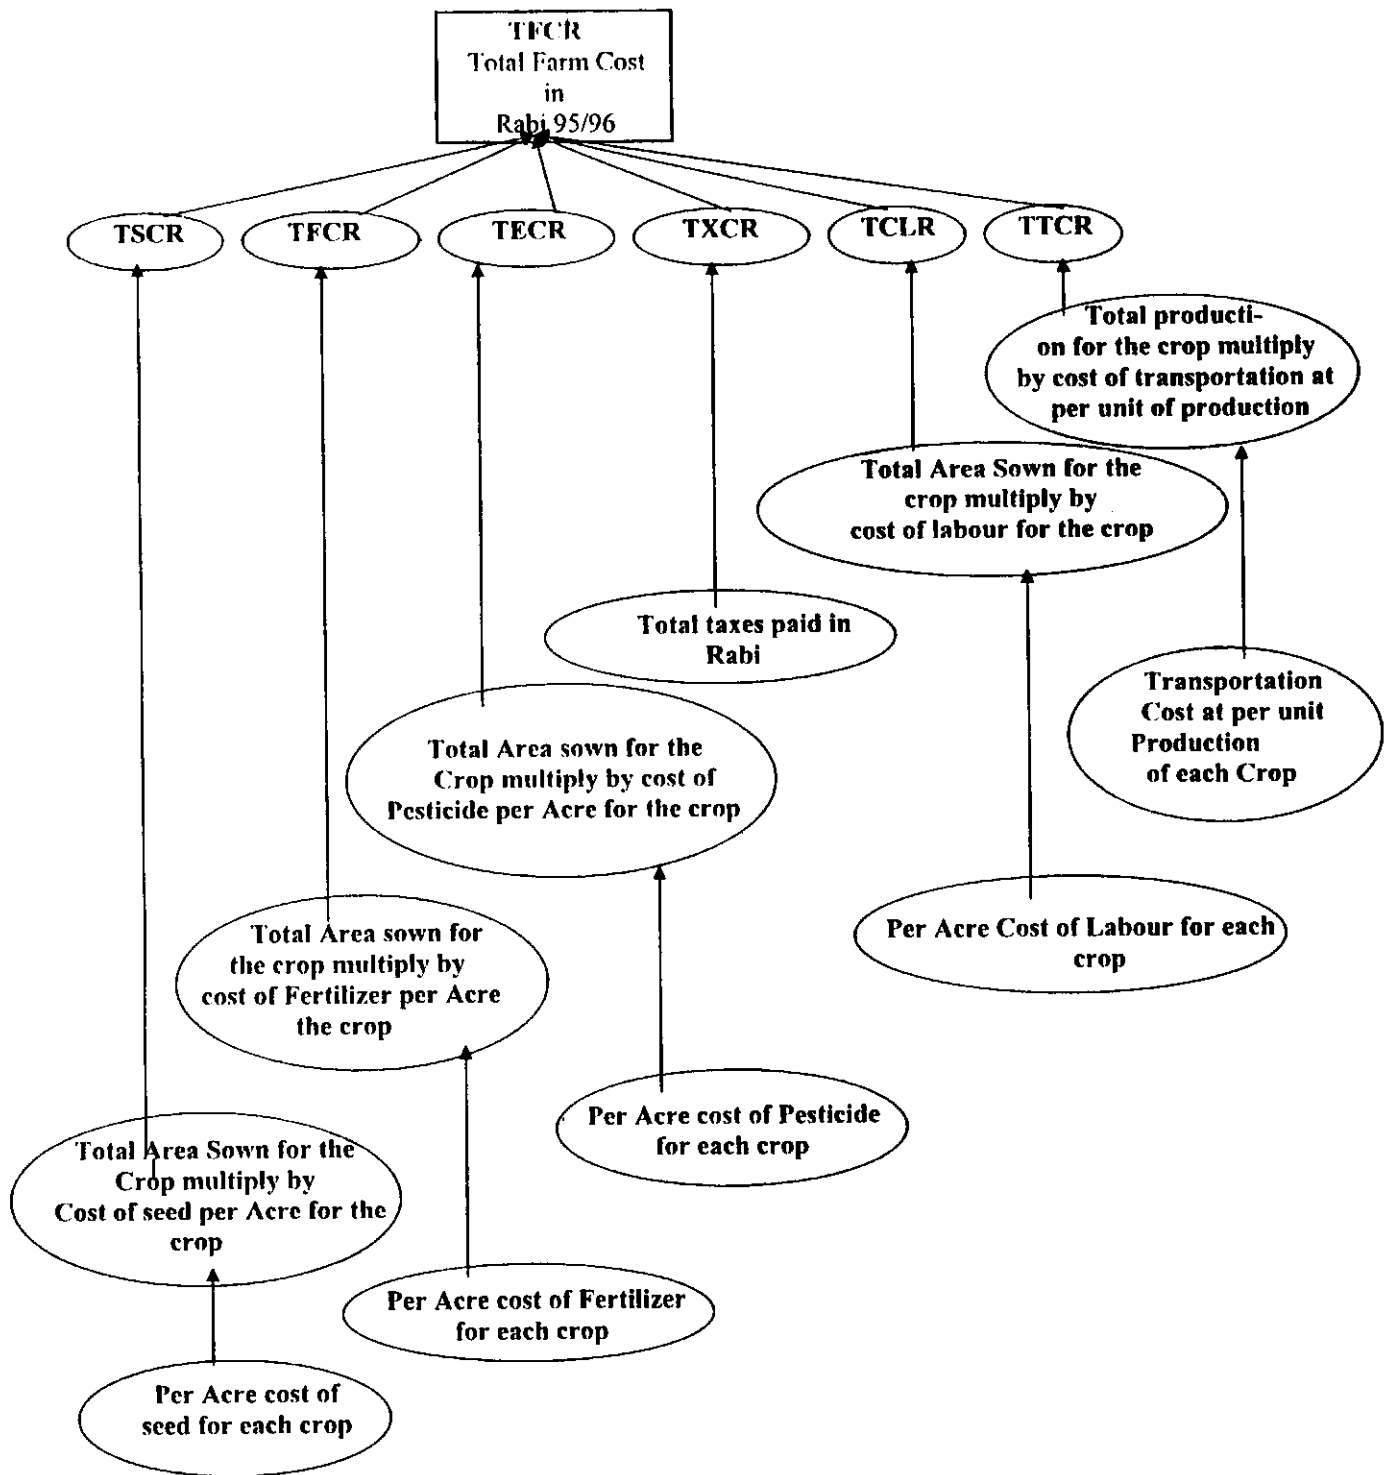 TFCR
Total Farm Cost
in
Rabi 95/96
TSCR
TFCR
TECR
TXCR
TCLR
TTCR
Total producti-
on for the crop multiply
by cost of transportation at
per unit of production
Total Area Sown for the
crop multiply by
cost of labour for the crop
Total taxes paid in
Rabi
Transportation
Cost at per unit
Production
of each Crop
Total Area sown for the
Crop multiply by cost of
Pesticide per Acre for the crop
Per Acre Cost of Labour for each
crop
Total Area sown for
the crop multiply by
cost of Fertilizer per Acre
the crop
Per Acre cost of Pesticide
for each crop
Total Area Sown for the
Crop multiply by
Cost of seed per Acre for the
crop
Per Acre cost of Fertilizer
for each crop
Per Acre cost of
seed for each crop